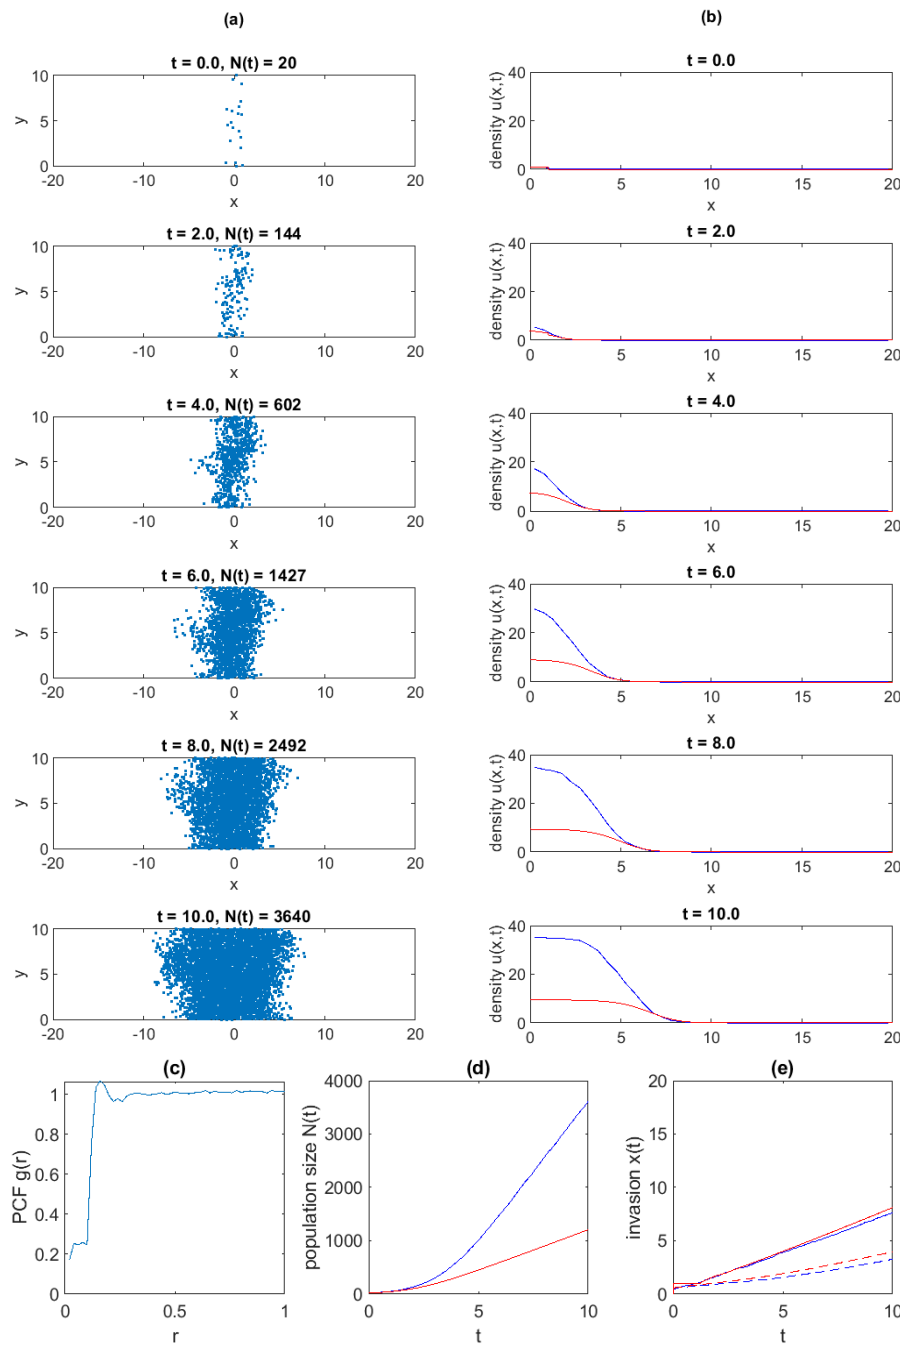 (a)
(b)
t = 0.0, N(t) = 20
10
5
0
y
-20 -10 0 10 20
x
t = 0.0
40
20
0
density u(x,t)
0 5 10 15 20
x
t = 2.0, N(t) = 144
10
5
0
y
-20 -10 0 10 20
x
t = 2.0
40
20
0
density u(x,t)
0 5 10 15 20
x
t = 4.0, N(t) = 602
10
5
0
y
-20 -10 0 10 20
x
t = 4.0
40
20
0
density u(x,t)
0 5 10 15 20
x
t = 6.0, N(t) = 1427
10
5
0
y
-20 -10 0 10 20
x
t = 6.0
40
20
0
density u(x,t)
0 5 10 15 20
x
t = 8.0, N(t) = 2492
10
5
0
y
-20 -10 0 10 20
x
t = 8.0
40
20
0
density u(x,t)
0 5 10 15 20
x
t = 10.0, N(t) = 3640
10
5
0
y
-20 -10 0 10 20
x
t = 10.0
40
20
0
density u(x,t)
0 5 10 15 20
(c)
1
0.8
0.6
0.4
0.2
0
PCF g(r)
0 0.5 1
r
(d)
4000
3000
2000
1000
0
population size N(t)
0 5 10
t
(e)
20
15
10
5
0
invasion x(t)
0 5 10
t